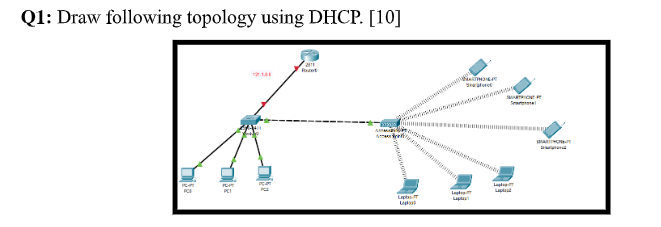 Q1: Draw following topology using DHCP. [10]
2811
Router0
SMARTPHONE-PT
Smartphone0
SMARTPHONE-PT
Smartphone1
SMARTPHONE-PT
Smartphone2
PC-PT
PC0
PC-PT
PC1
PC-PT
PC2
Laptop-PT
Laptop0
Laptop-PT
Laptop1
Laptop-PT
Laptop2